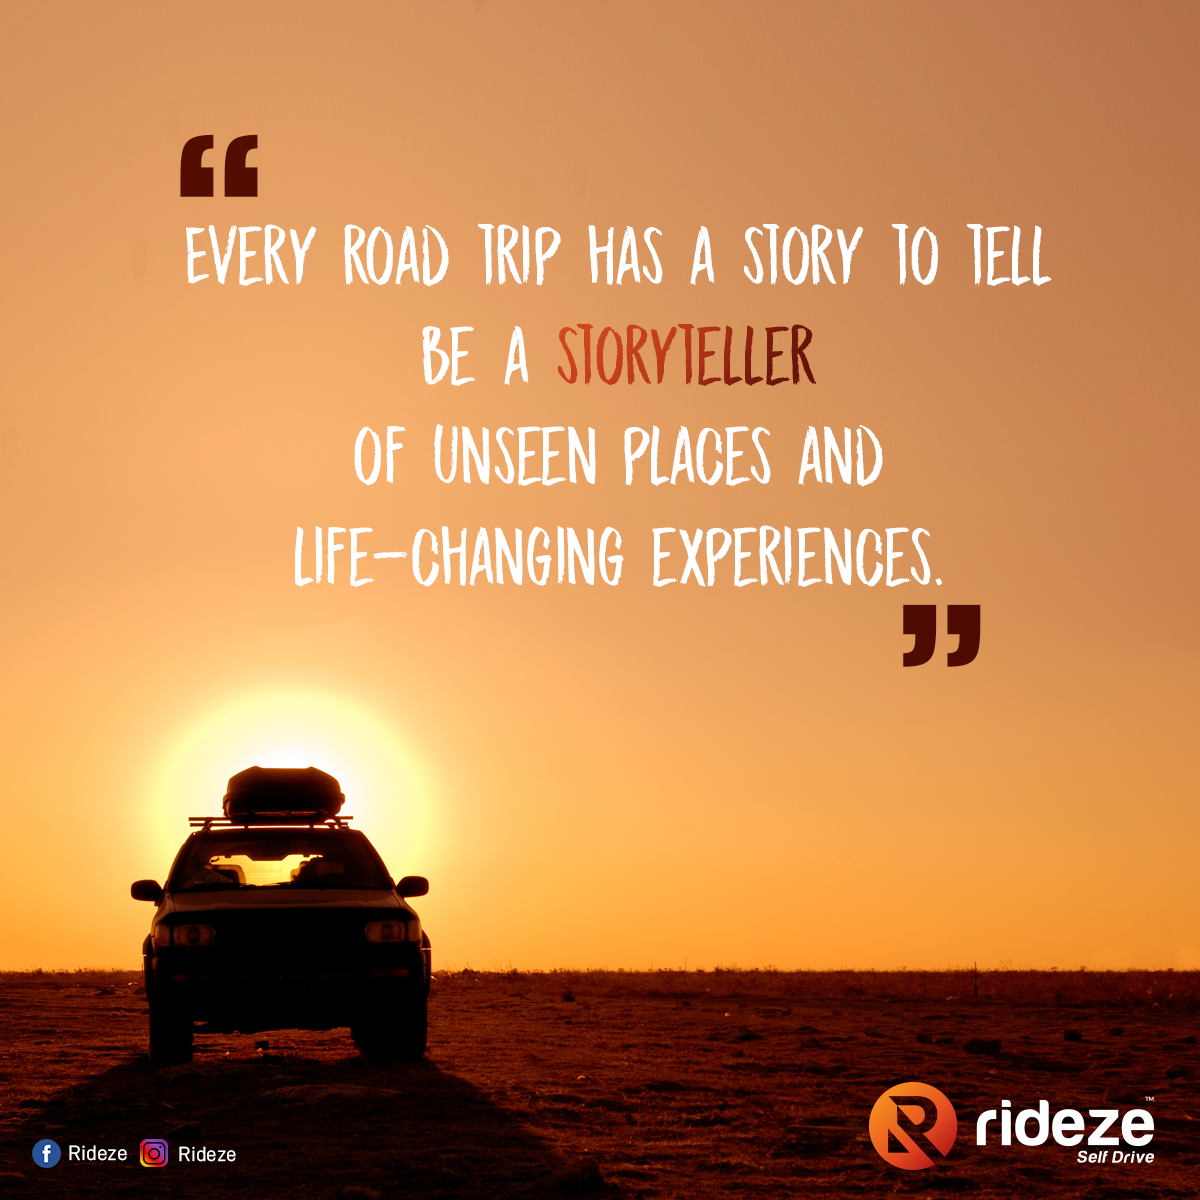 “
EVERY ROAD TRIP HAS A STORY TO TELL
BE A STORYTELLER
OF UNSEEN PLACES AND
LIFE-CHANGING EXPERIENCES.
”
Rideze Rideze
rideze™
Self Drive